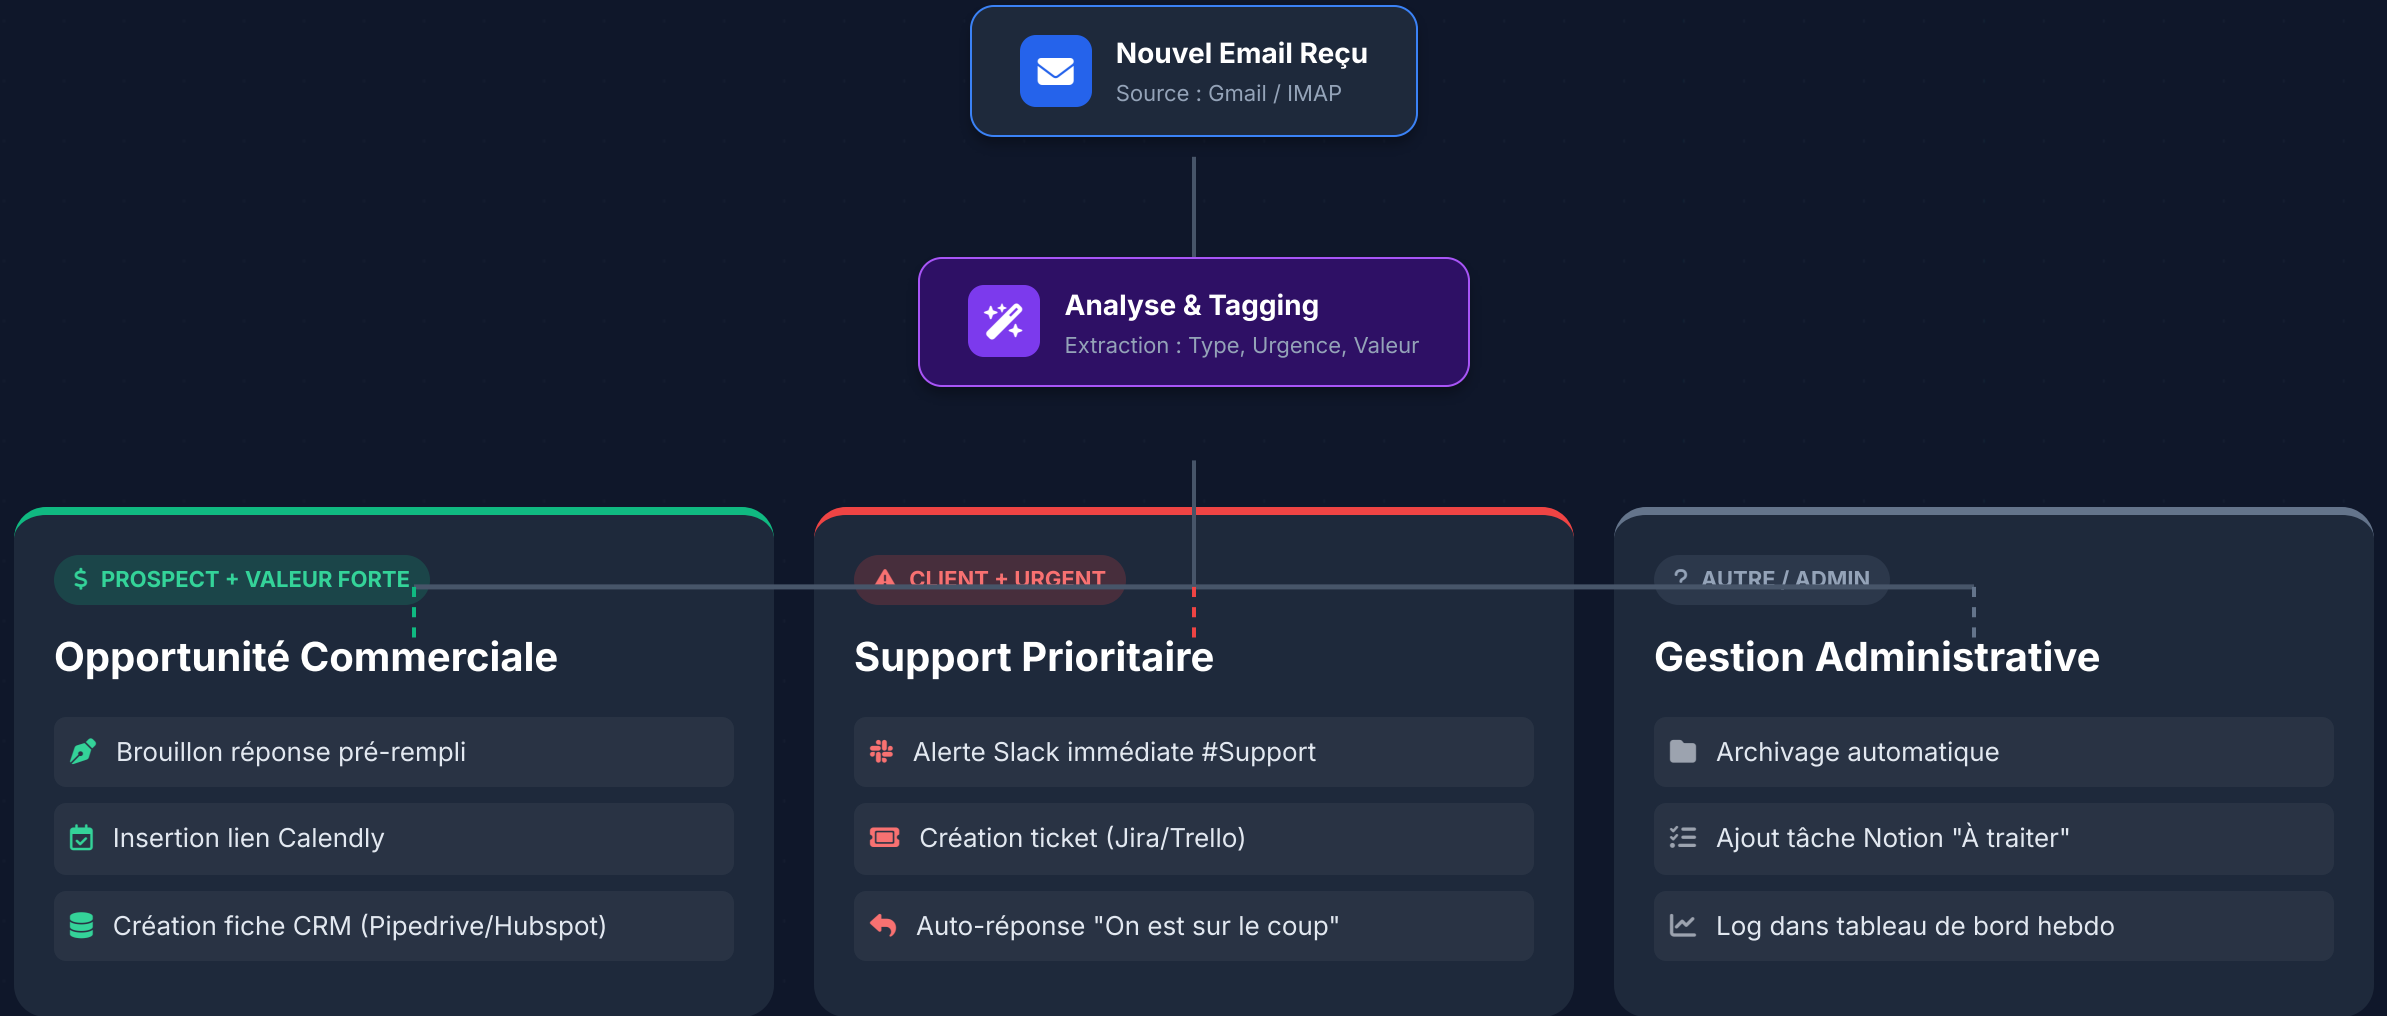 Nouvel Email Reçu
Source : Gmail / IMAP
Analyse & Tagging
Extraction : Type, Urgence, Valeur
PROSPECT + VALEUR FORTE
Opportunité Commerciale
Brouillon réponse pré-rempli
Insertion lien Calendly
Création fiche CRM (Pipedrive/Hubspot)
CLIENT + URGENT
Support Prioritaire
Alerte Slack immédiate #Support
Création ticket (Jira/Trello)
Auto-réponse "On est sur le coup"
? AUTRE / ADMIN
Gestion Administrative
Archivage automatique
Ajout tâche Notion "À traiter"
Log dans tableau de bord hebdo